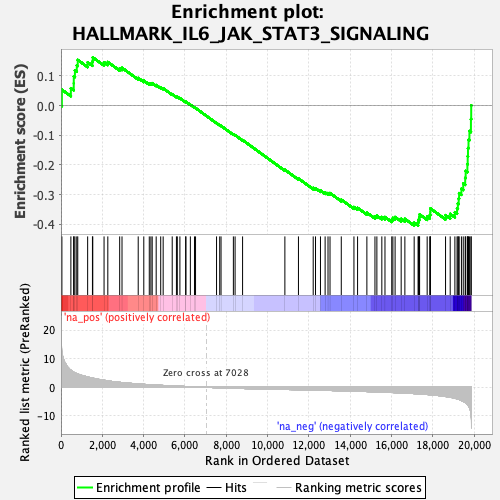 Enrichment plot:
HALLMARK_IL6_JAK_STAT3_SIGNALING
Enrichment score (ES)
0.1
0.0
-0.1
-0.2
-0.3
-0.4
'na_pos' (positively correlated)
Ranked list metric (PreRanked)
20
10
0
-10
Zero cross at 7028
'na_neg' (negatively correlated)
0
2,000
4,000
6,000
8,000
10,000
12,000
14,000
16,000
18,000
20,000
Rank in Ordered Dataset
Enrichment profile
Hits
Ranking metric scores